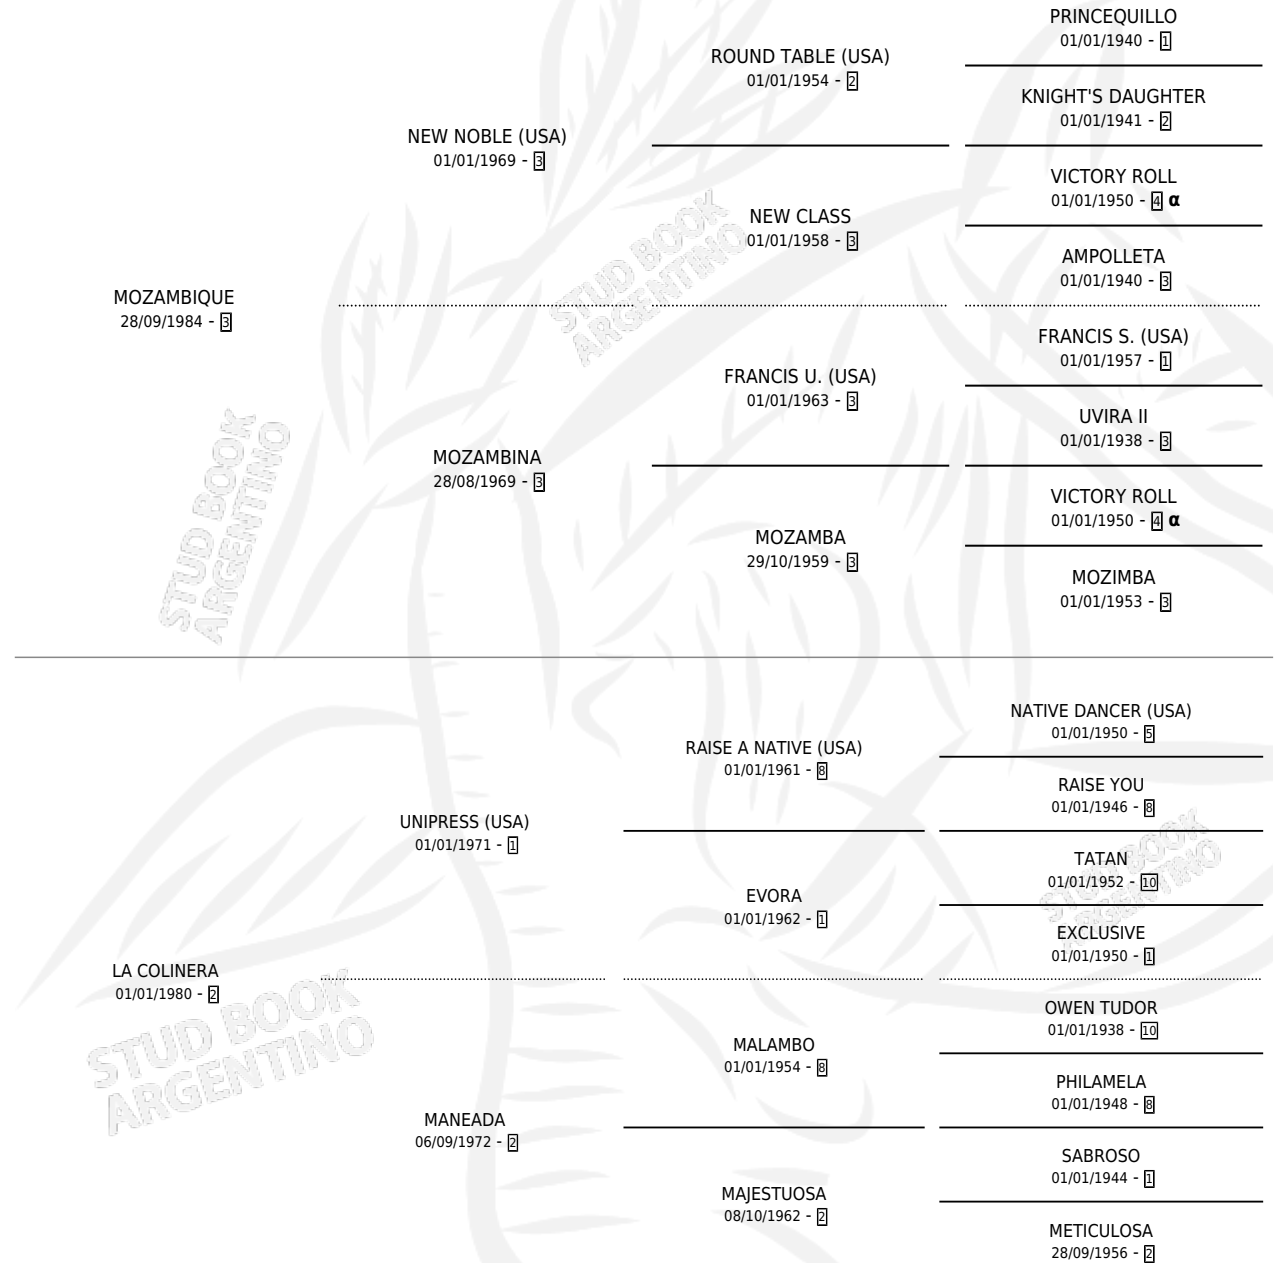 PRINCEQUILLO
01/01/1940 - 1
ROUND TABLE (USA)
01/01/1954 - 2
KNIGHT'S DAUGHTER
01/01/1941 - 2
NEW NOBLE (USA)
01/01/1969 - 3
VICTORY ROLL
01/01/1950 - 4 α
NEW CLASS
01/01/1958 - 3
AMPOLLETA
01/01/1940 - 3
MOZAMBIQUE
28/09/1984 - 3
FRANCIS S. (USA)
01/01/1957 - 1
FRANCIS U. (USA)
01/01/1963 - 3
UVIRA II
01/01/1938 - 3
MOZAMBINA
28/08/1969 - 3
VICTORY ROLL
01/01/1950 - 4 α
MOZAMBA
29/10/1959 - 3
MOZIMBA
01/01/1953 - 3
NATIVE DANCER (USA)
01/01/1950 - 5
RAISE A NATIVE (USA)
01/01/1961 - 8
RAISE YOU
01/01/1946 - 8
UNIPRESS (USA)
01/01/1971 - 1
TATAN
01/01/1952 - 10
EVORA
01/01/1962 - 1
EXCLUSIVE
01/01/1950 - 1
LA COLINERA
01/01/1980 - 2
OWEN TUDOR
01/01/1938 - 10
MALAMBO
01/01/1954 - 8
PHILAMELA
01/01/1948 - 8
MANEADA
06/09/1972 - 2
SABROSO
01/01/1944 - 1
MAJESTUOSA
08/10/1962 - 2
METICULOSA
28/09/1956 - 2
STUD BOOK
ARGENTINO
STUD BOOK
ARGENTINO
STUD BOOK
ARGENTINO
STUD BOOK
ARGENTINO